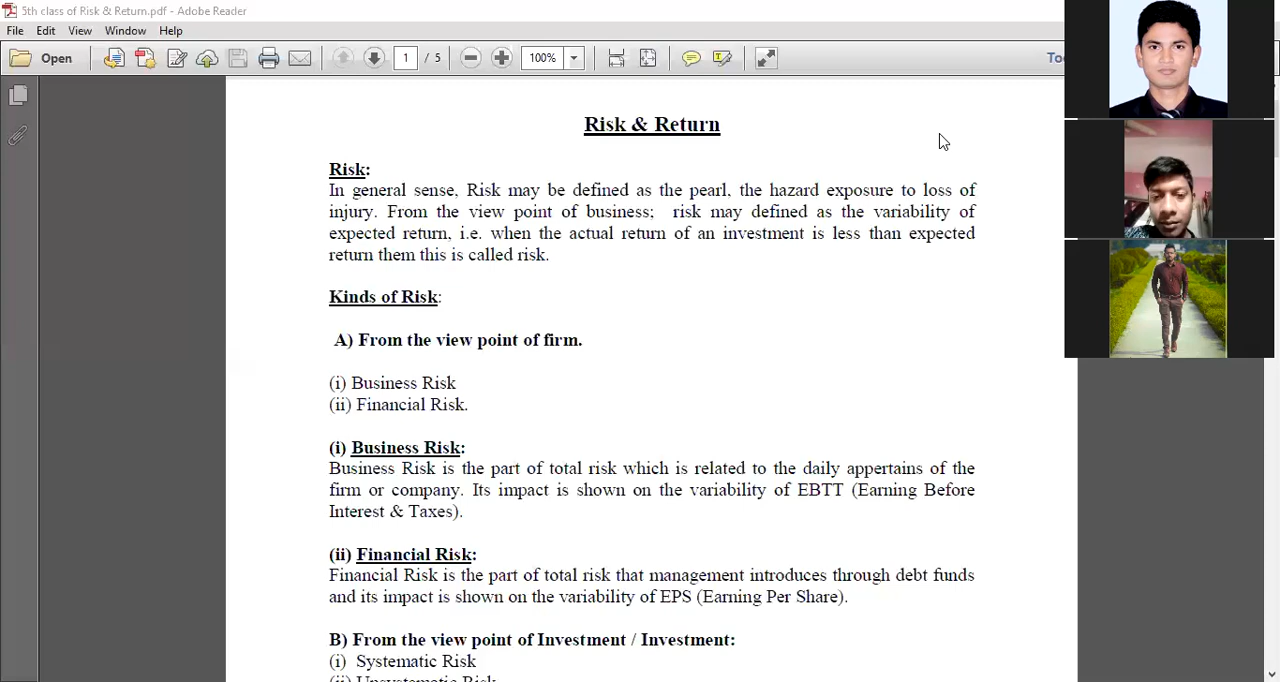 5th class of Risk & Return.pdf - Adobe Reader
File Edit View Window Help
Open 1 / 5 100% To
Risk & Return
Risk:
In general sense, Risk may be defined as the pearl, the hazard exposure to loss of
injury. From the view point of business; risk may defined as the variability of
expected return, i.e. when the actual return of an investment is less than expected
return them this is called risk.
Kinds of Risk:
A) From the view point of firm.
(i) Business Risk
(ii) Financial Risk.
(i) Business Risk:
Business Risk is the part of total risk which is related to the daily appertains of the
firm or company. Its impact is shown on the variability of EBTT (Earning Before
Interest & Taxes).
(ii) Financial Risk:
Financial Risk is the part of total risk that management introduces through debt funds
and its impact is shown on the variability of EPS (Earning Per Share).
B) From the view point of Investment / Investment:
(i) Systematic Risk
(ii) Unsystematic Risk